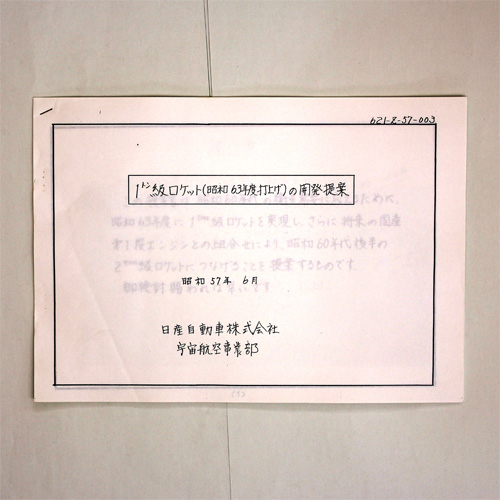 621-Z-57-003
1トン級ロケット(昭和63年度打上げ)の開発提案
昭和63年度に、1トン級ロケットを実現し、さらに将来の国産
第1段エンジンとの組合せにより、昭和60年代後半の
2トン級ロケットにつなげることを提案するものです。
昭和57年 6月
日産自動車株式会社
宇宙航空事業部